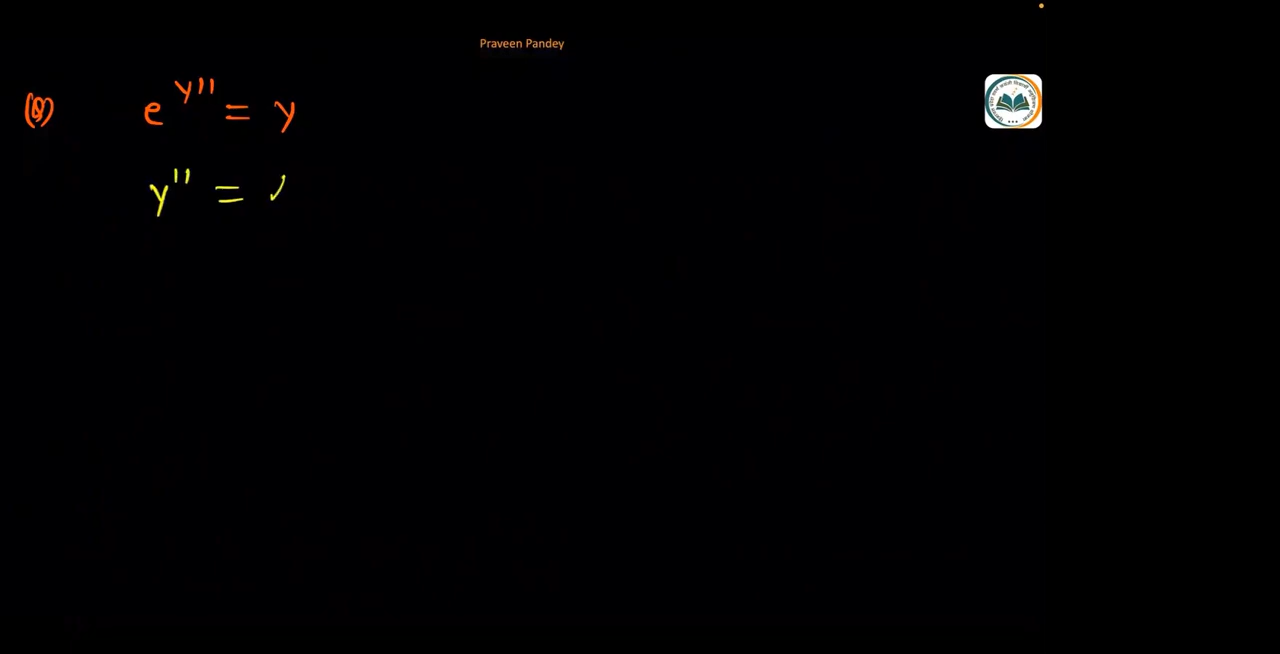 Praveen Pandey
(Q) e^{y''} = y
y'' =